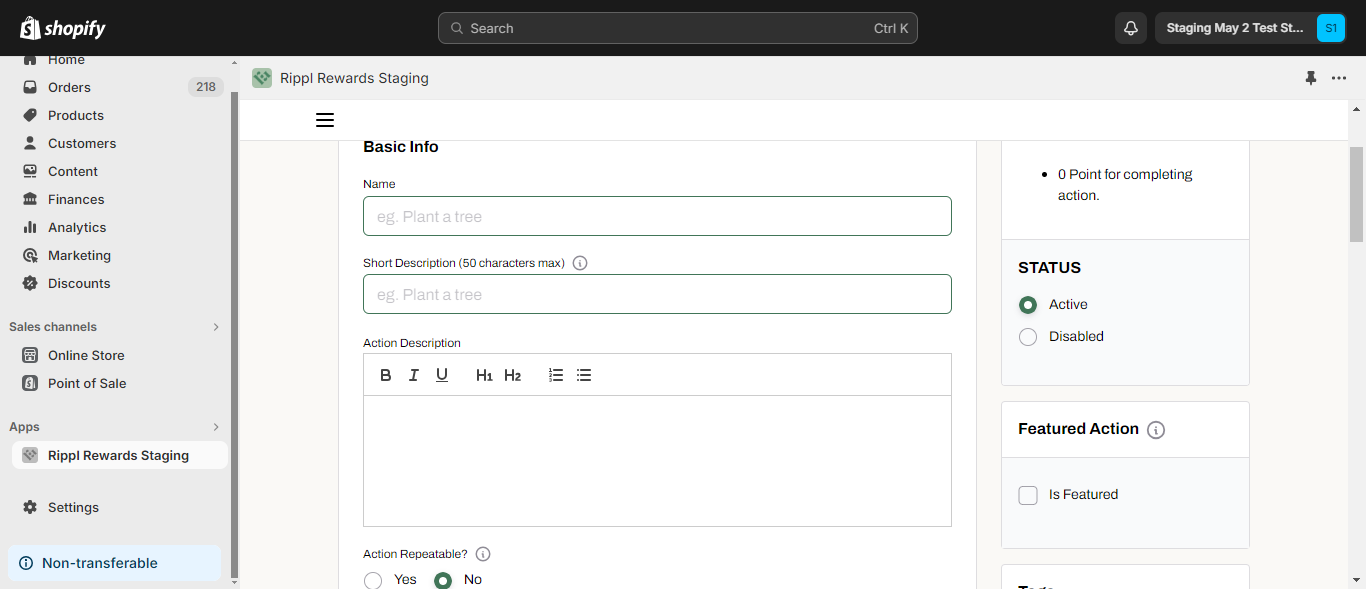 shopify
Search
Ctrl K
Staging May 2 Test St...
S1
Home
Orders
218
Products
Customers
Content
Finances
Analytics
Marketing
Discounts
Sales channels
Online Store
Point of Sale
Apps
Rippl Rewards Staging
Settings
Non-transferable
Rippl Rewards Staging
Basic Info
Name
eg. Plant a tree
Short Description (50 characters max)
eg. Plant a tree
Action Description
B I U H1 H2
Action Repeatable?
Yes
No
0 Point for completing
action.
STATUS
Active
Disabled
Featured Action
Is Featured
Tags